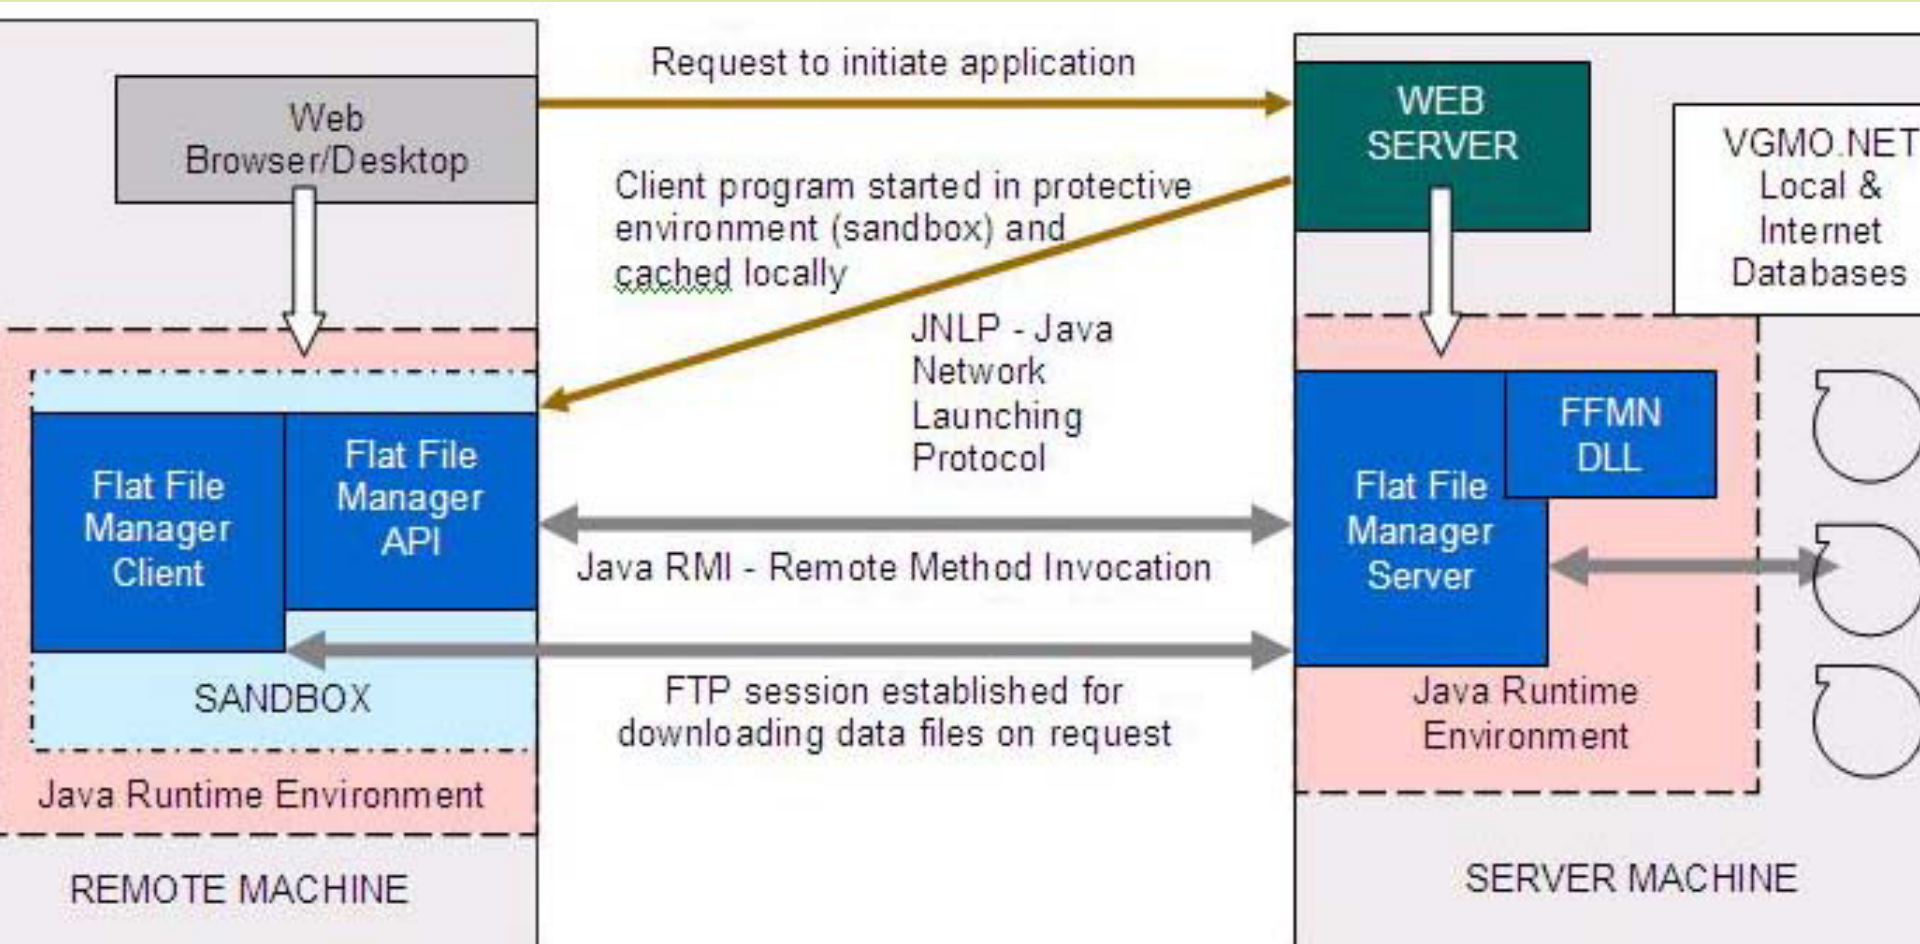 Request to initiate application
Web
Browser/Desktop
WEB
SERVER
VGMO.NET
Local &
Internet
Databases
Client program started in protective
environment (sandbox) and
cached locally
JNLP - Java
Network
Launching
Protocol
Flat File
Manager
Client
Flat File
Manager
API
Flat File
Manager
Server
FFMN
DLL
Java RMI - Remote Method Invocation
FTP session established for
downloading data files on request
SANDBOX
Java Runtime Environment
Java Runtime
Environment
REMOTE MACHINE
SERVER MACHINE